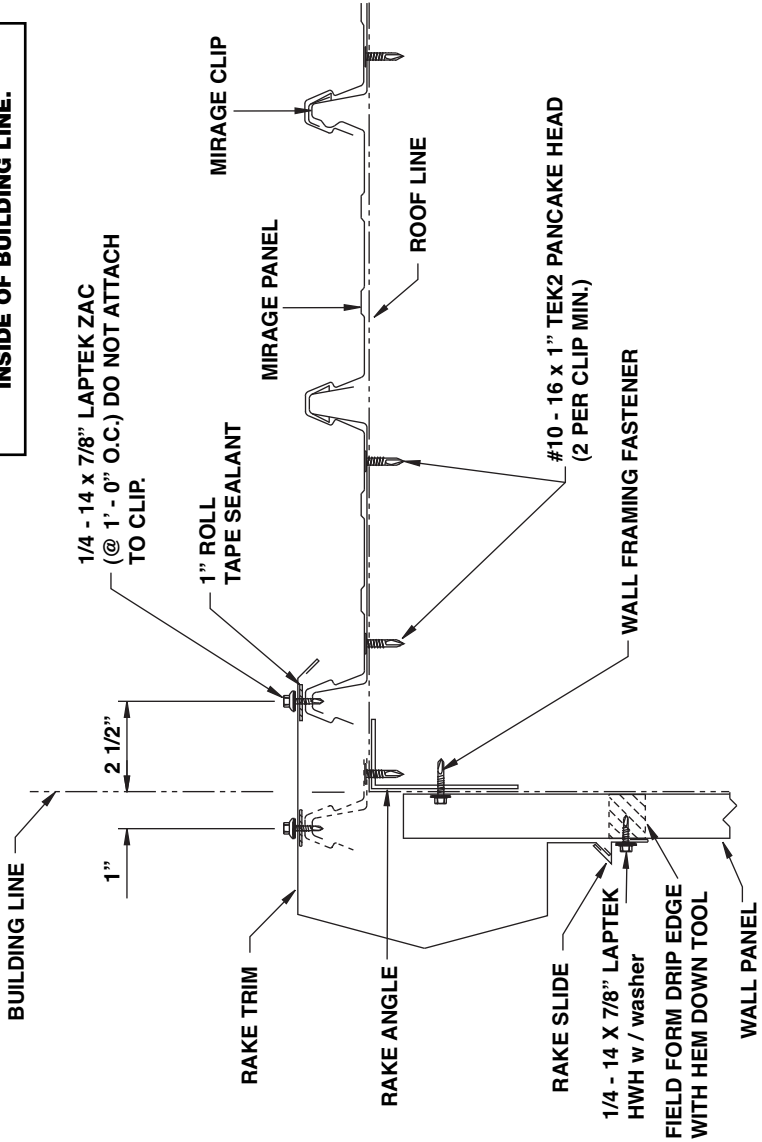 INSIDE OF BUILDING LINE.
BUILDING LINE
1"
2 1/2"
1/4 - 14 x 7/8" LAPTEK ZAC
(@ 1' - 0" O.C.) DO NOT ATTACH
TO CLIP.
1" ROLL
TAPE SEALANT
MIRAGE CLIP
MIRAGE PANEL
ROOF LINE
RAKE TRIM
RAKE ANGLE
#10 - 16 x 1" TEK2 PANCAKE HEAD
(2 PER CLIP MIN.)
WALL FRAMING FASTENER
RAKE SLIDE
1/4 - 14 X 7/8" LAPTEK
HWH w / washer
FIELD FORM DRIP EDGE
WITH HEM DOWN TOOL
WALL PANEL